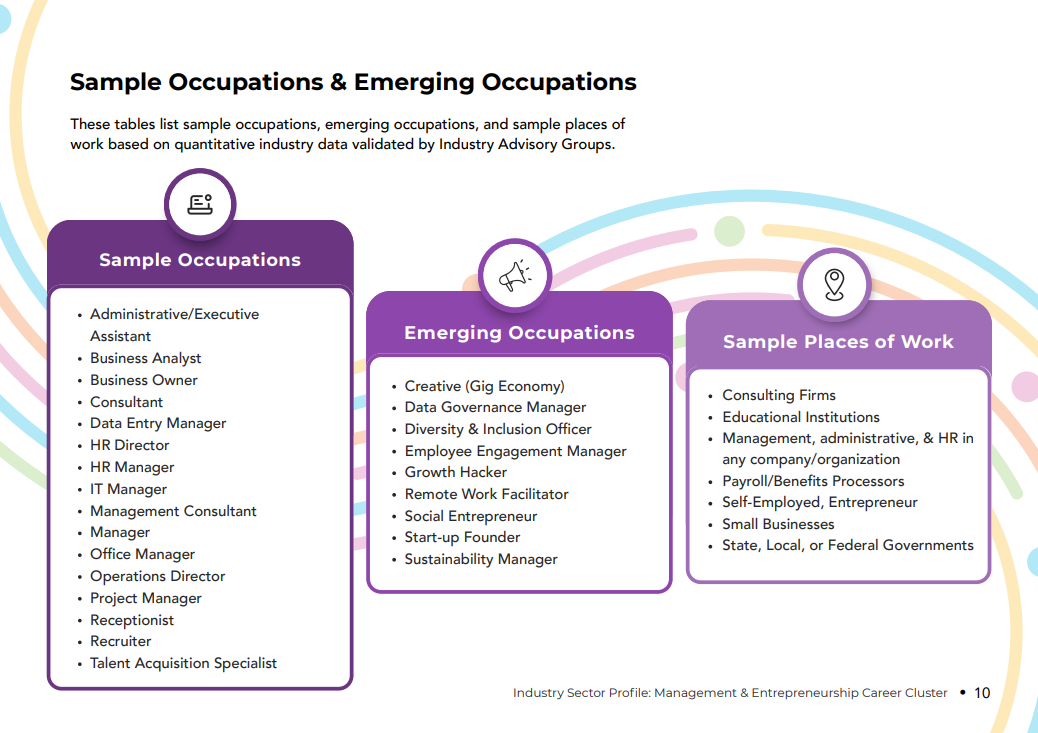 Sample Occupations & Emerging Occupations
These tables list sample occupations, emerging occupations, and sample places of
work based on quantitative industry data validated by Industry Advisory Groups.
Sample Occupations
• Administrative/Executive
Assistant
• Business Analyst
• Business Owner
• Consultant
• Data Entry Manager
• HR Director
• HR Manager
• IT Manager
• Management Consultant
• Manager
• Office Manager
• Operations Director
• Project Manager
• Receptionist
• Recruiter
• Talent Acquisition Specialist
Emerging Occupations
• Creative (Gig Economy)
• Data Governance Manager
• Diversity & Inclusion Officer
• Employee Engagement Manager
• Growth Hacker
• Remote Work Facilitator
• Social Entrepreneur
• Start-up Founder
• Sustainability Manager
Sample Places of Work
• Consulting Firms
• Educational Institutions
• Management, administrative, & HR in
any company/organization
• Payroll/Benefits Processors
• Self-Employed, Entrepreneur
• Small Businesses
• State, Local, or Federal Governments
Industry Sector Profile: Management & Entrepreneurship Career Cluster • 10